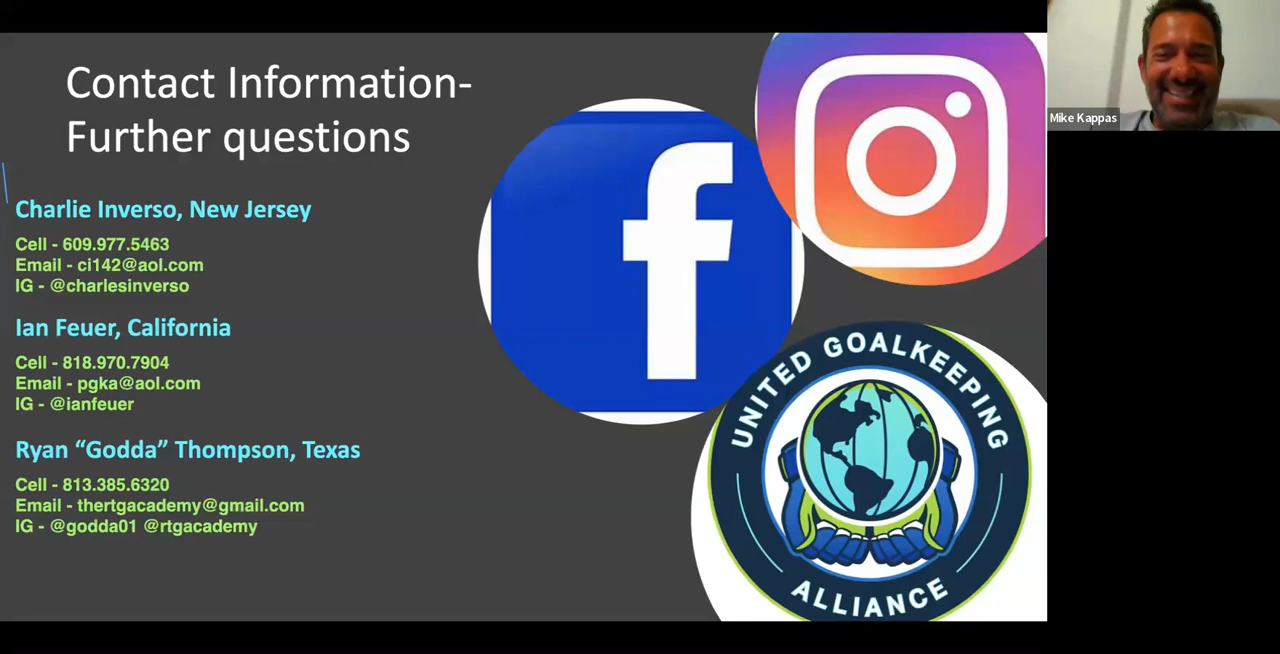 Contact Information-
Further questions
Charlie Inverso, New Jersey
Cell - 609.977.5463
Email - ci142@aol.com
IG - @charlesinverso
Ian Feuer, California
Cell - 818.970.7904
Email - pgka@aol.com
IG - @ianfeuer
Ryan “Godda” Thompson, Texas
Cell - 813.385.6320
Email - thertgacademy@gmail.com
IG - @godda01 @rtgacademy
f
UNITED GOALKEEPING
ALLIANCE
Mike Kappas